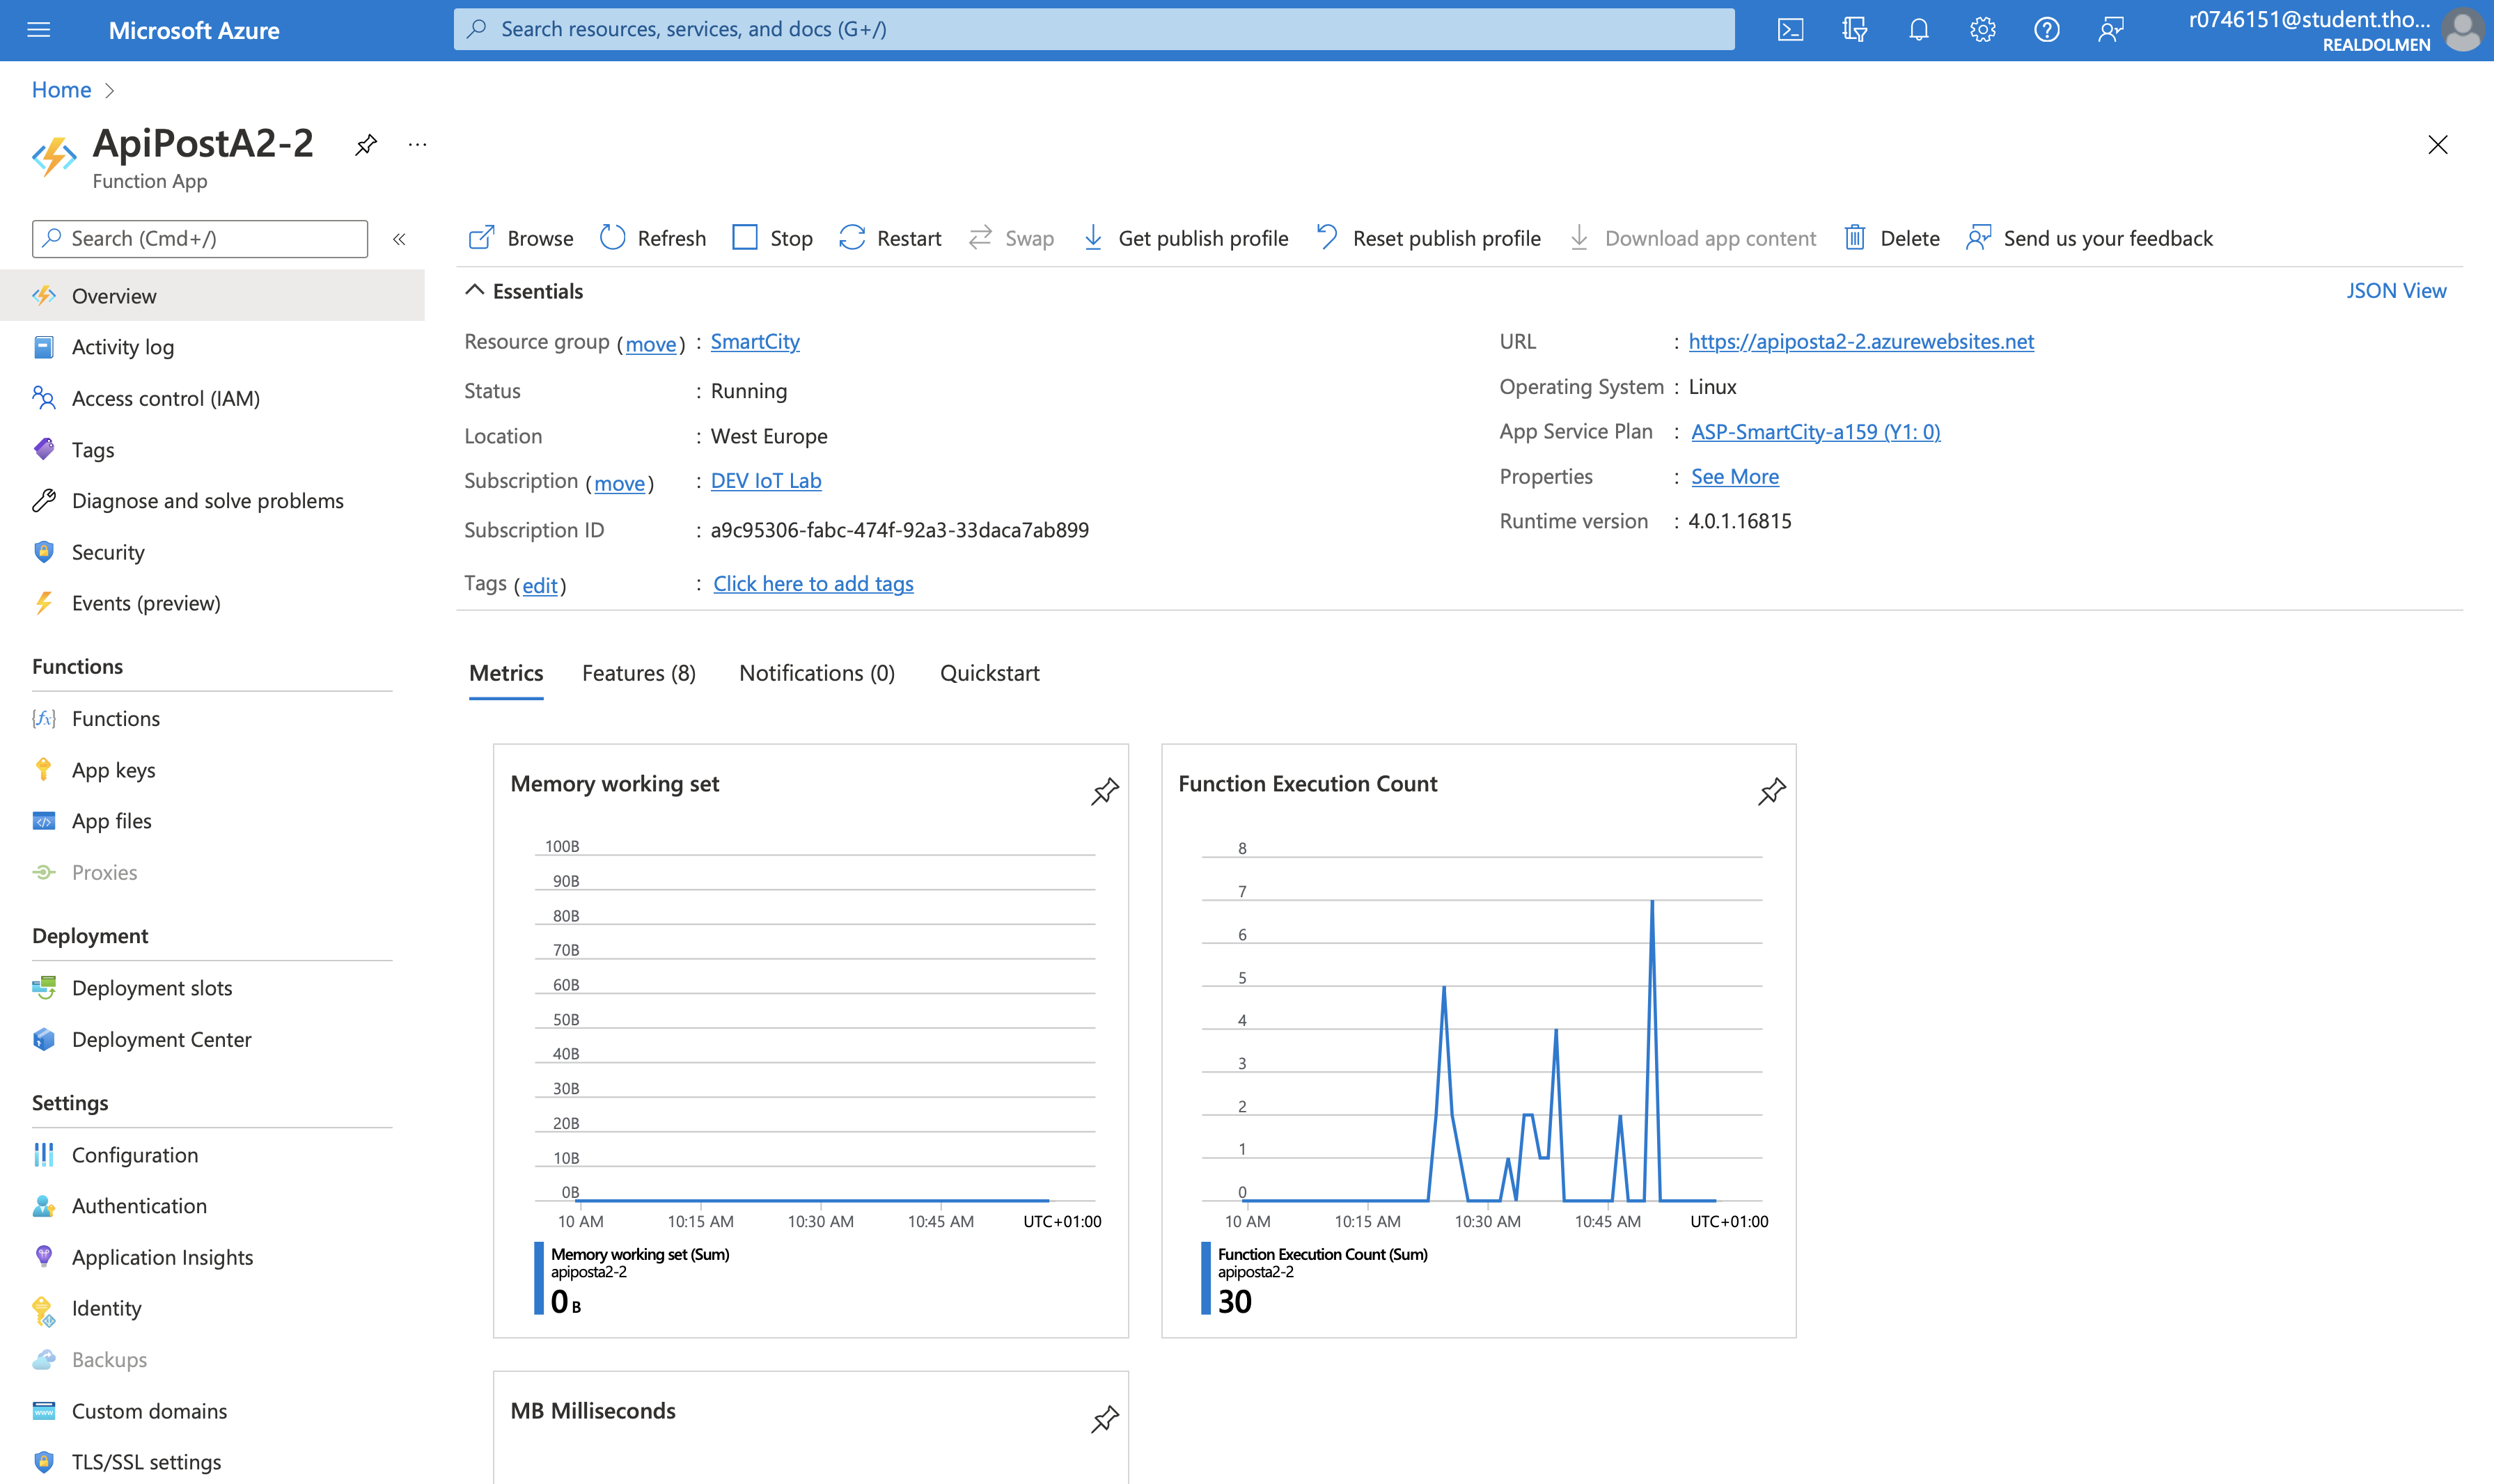 Microsoft Azure
Search resources, services, and docs (G+/)
r0746151@student.tho...
REALDOLMEN
Home
ApiPostA2-2
...
Function App
Search (Cmd+/)
«
Browse Refresh Stop Restart Swap Get publish profile Reset publish profile Download app content Delete Send us your feedback
Overview
Activity log
Access control (IAM)
Tags
Diagnose and solve problems
Security
Events (preview)
Functions
Functions
App keys
App files
Proxies
Deployment
Deployment slots
Deployment Center
Settings
Configuration
Authentication
Application Insights
Identity
Backups
Custom domains
TLS/SSL settings
Essentials
JSON View
Resource group (move) : SmartCity
Status : Running
Location : West Europe
Subscription (move) : DEV IoT Lab
Subscription ID : a9c95306-fabc-474f-92a3-33daca7ab899
Tags (edit) : Click here to add tags
URL : https://apiposta2-2.azurewebsites.net
Operating System : Linux
App Service Plan : ASP-SmartCity-a159 (Y1: 0)
Properties : See More
Runtime version : 4.0.1.16815
Metrics Features (8) Notifications (0) Quickstart
Memory working set
100B
90B
80B
70B
60B
50B
40B
30B
20B
10B
0B
10 AM 10:15 AM 10:30 AM 10:45 AM UTC+01:00
Memory working set (Sum)
apiposta2-2
0 B
Function Execution Count
8
7
6
5
4
3
2
1
0
10 AM 10:15 AM 10:30 AM 10:45 AM UTC+01:00
Function Execution Count (Sum)
apiposta2-2
30
MB Milliseconds